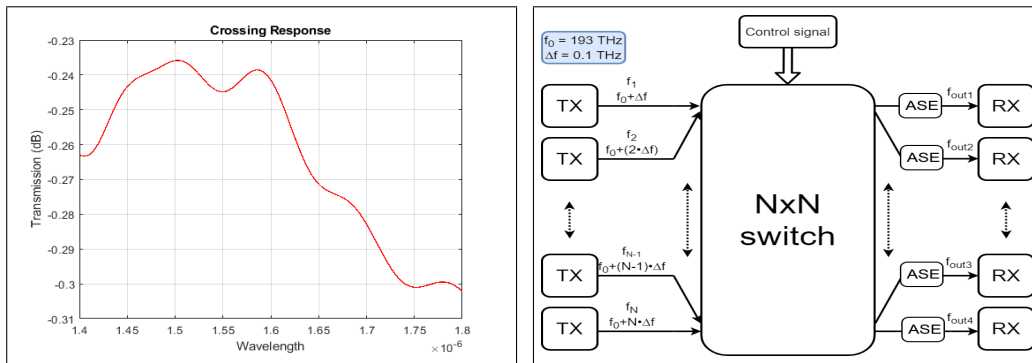 Crossing Response
Transmission (dB)
-0.23
-0.24
-0.25
-0.26
-0.27
-0.28
-0.29
-0.3
-0.31
1.4
1.45
1.5
1.55
1.6
1.65
1.7
1.75
1.8
Wavelength
×10⁻⁶
f₀ = 193 THz
Δf = 0.1 THz
Control signal
TX
f₁
f₀+Δf
TX
f₂
f₀+(2•Δf)
TX
f_N-1
f₀+(N-1)•Δf
TX
f_N
f₀+N•Δf
NxN
switch
ASE
f_out1
RX
ASE
f_out2
RX
ASE
f_out3
RX
ASE
f_out4
RX